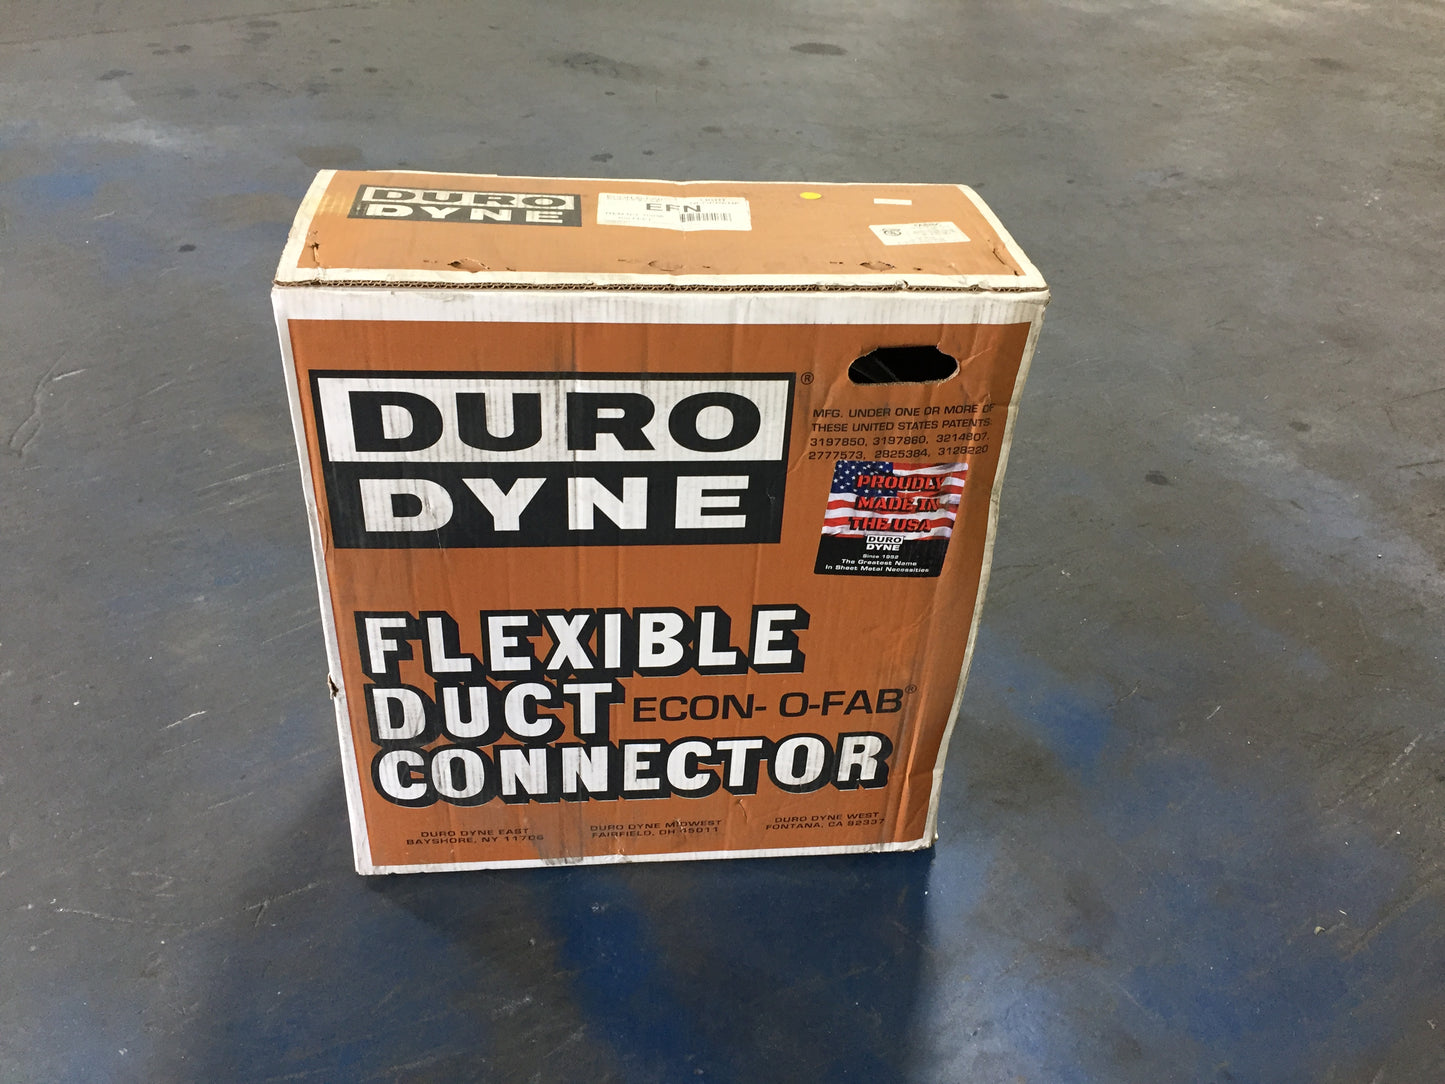 DURO
DYNE
EFN
DURO
DYNE
®
MFG. UNDER ONE OR MORE OF
THESE UNITED STATES PATENTS:
3197850, 3197860, 3214807,
2777573, 2825384, 3128220
PROUDLY
MADE IN
THE USA
DURO
DYNE
Since 1952
The Greatest Name
In Sheet Metal Necessities
FLEXIBLE
DUCT ECON-O-FAB®
CONNECTOR
DURO DYNE EAST
BAYSHORE, NY 11706
DURO DYNE MIDWEST
FAIRFIELD, OH 45011
DURO DYNE WEST
FONTANA, CA 92337